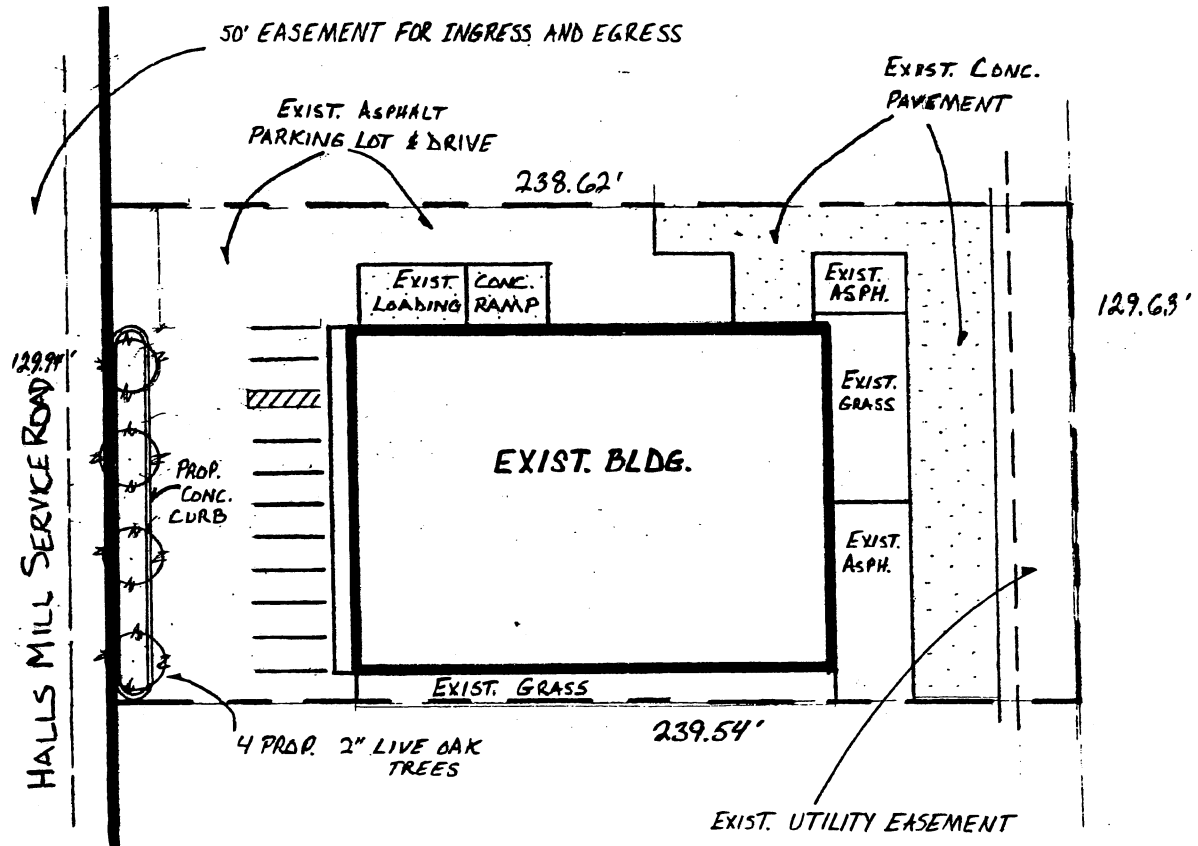 50' EASEMENT FOR INGRESS AND EGRESS
EXIST. CONC.
PAVEMENT
EXIST. ASPHALT
PARKING LOT & DRIVE
238.62'
EXIST.
LOADING
CONC.
RAMP
EXIST.
ASPH.
129.63'
129.94'
HALLS MILL SERVICE ROAD
EXIST.
GRASS
EXIST. BLDG.
PROP.
CONC.
CURB
EXIST.
ASPH.
EXIST. GRASS
239.54'
4 PROP. 2" LIVE OAK
TREES
EXIST. UTILITY EASEMENT